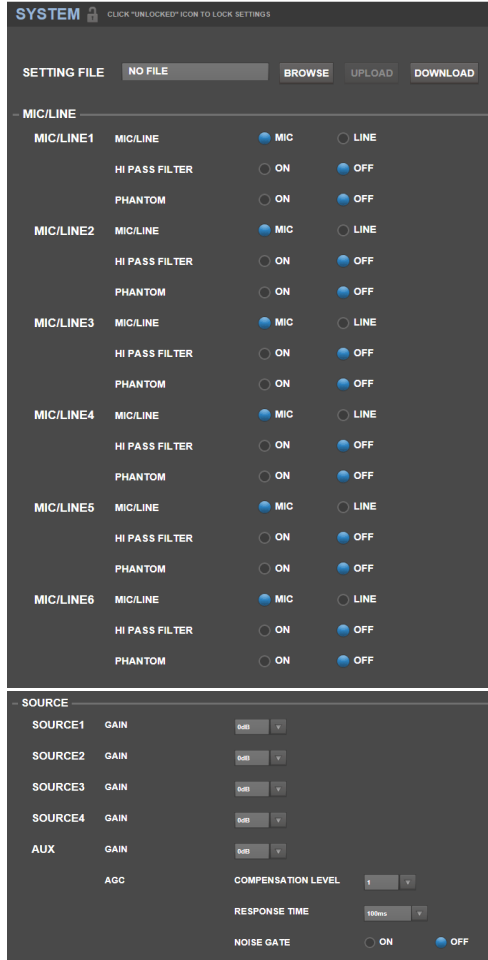 SYSTEM CLICK "UNLOCKED" ICON TO LOCK SETTINGS
SETTING FILE NO FILE BROWSE UPLOAD DOWNLOAD
MIC/LINE
MIC/LINE1 MIC/LINE MIC LINE
HI PASS FILTER ON OFF
PHANTOM ON OFF
MIC/LINE2 MIC/LINE MIC LINE
HI PASS FILTER ON OFF
PHANTOM ON OFF
MIC/LINE3 MIC/LINE MIC LINE
HI PASS FILTER ON OFF
PHANTOM ON OFF
MIC/LINE4 MIC/LINE MIC LINE
HI PASS FILTER ON OFF
PHANTOM ON OFF
MIC/LINE5 MIC/LINE MIC LINE
HI PASS FILTER ON OFF
PHANTOM ON OFF
MIC/LINE6 MIC/LINE MIC LINE
HI PASS FILTER ON OFF
PHANTOM ON OFF
SOURCE
SOURCE1 GAIN 0dB
SOURCE2 GAIN 0dB
SOURCE3 GAIN 0dB
SOURCE4 GAIN 0dB
AUX GAIN 0dB
AGC COMPENSATION LEVEL 1
RESPONSE TIME 100ms
NOISE GATE ON OFF